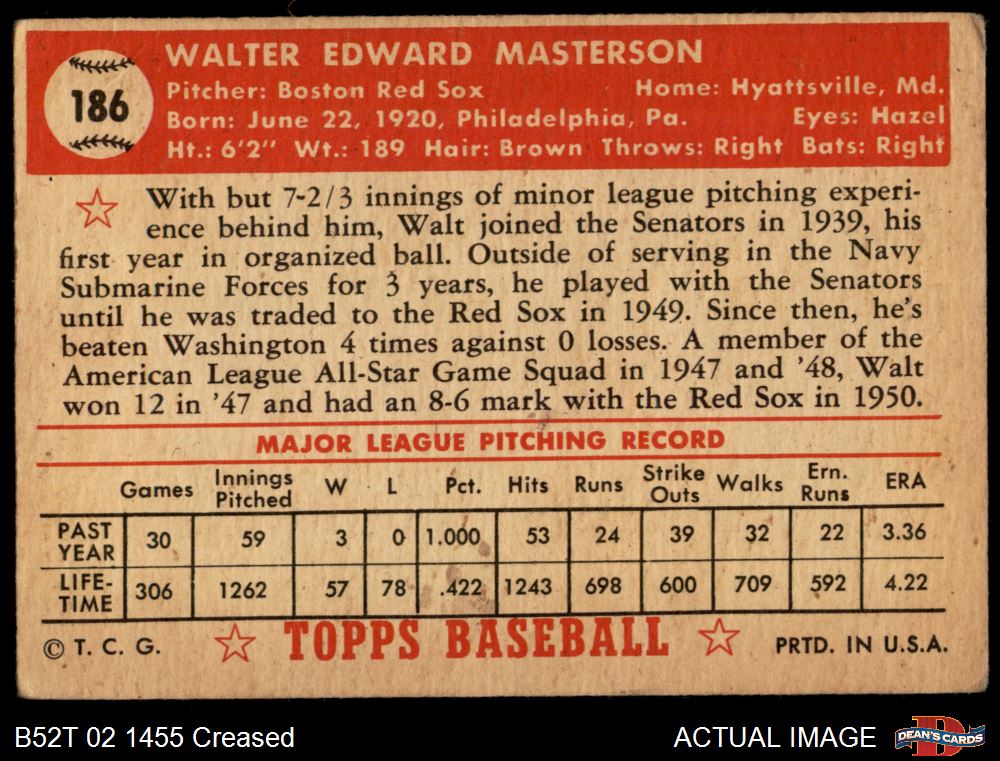 186
WALTER EDWARD MASTERSON
Pitcher: Boston Red Sox Home: Hyattsville, Md.
Born: June 22, 1920, Philadelphia, Pa. Eyes: Hazel
Ht.: 6'2" Wt.: 189 Hair: Brown Throws: Right Bats: Right
With but 7-2/3 innings of minor league pitching experi-
ence behind him, Walt joined the Senators in 1939, his
first year in organized ball. Outside of serving in the Navy
Submarine Forces for 3 years, he played with the Senators
until he was traded to the Red Sox in 1949. Since then, he's
beaten Washington 4 times against 0 losses. A member of the
American League All-Star Game Squad in 1947 and '48, Walt
won 12 in '47 and had an 8-6 mark with the Red Sox in 1950.
MAJOR LEAGUE PITCHING RECORD
Games Innings Pitched W L Pct. Hits Runs Strike Outs Walks Ern. Runs ERA
PAST YEAR 30 59 3 0 1.000 53 24 39 32 22 3.36
LIFE-TIME 306 1262 57 78 .422 1243 698 600 709 592 4.22
© T. C. G. TOPPS BASEBALL PRTD. IN U.S.A.
B52T 02 1455 Creased ACTUAL IMAGE DEAN'S CARDS